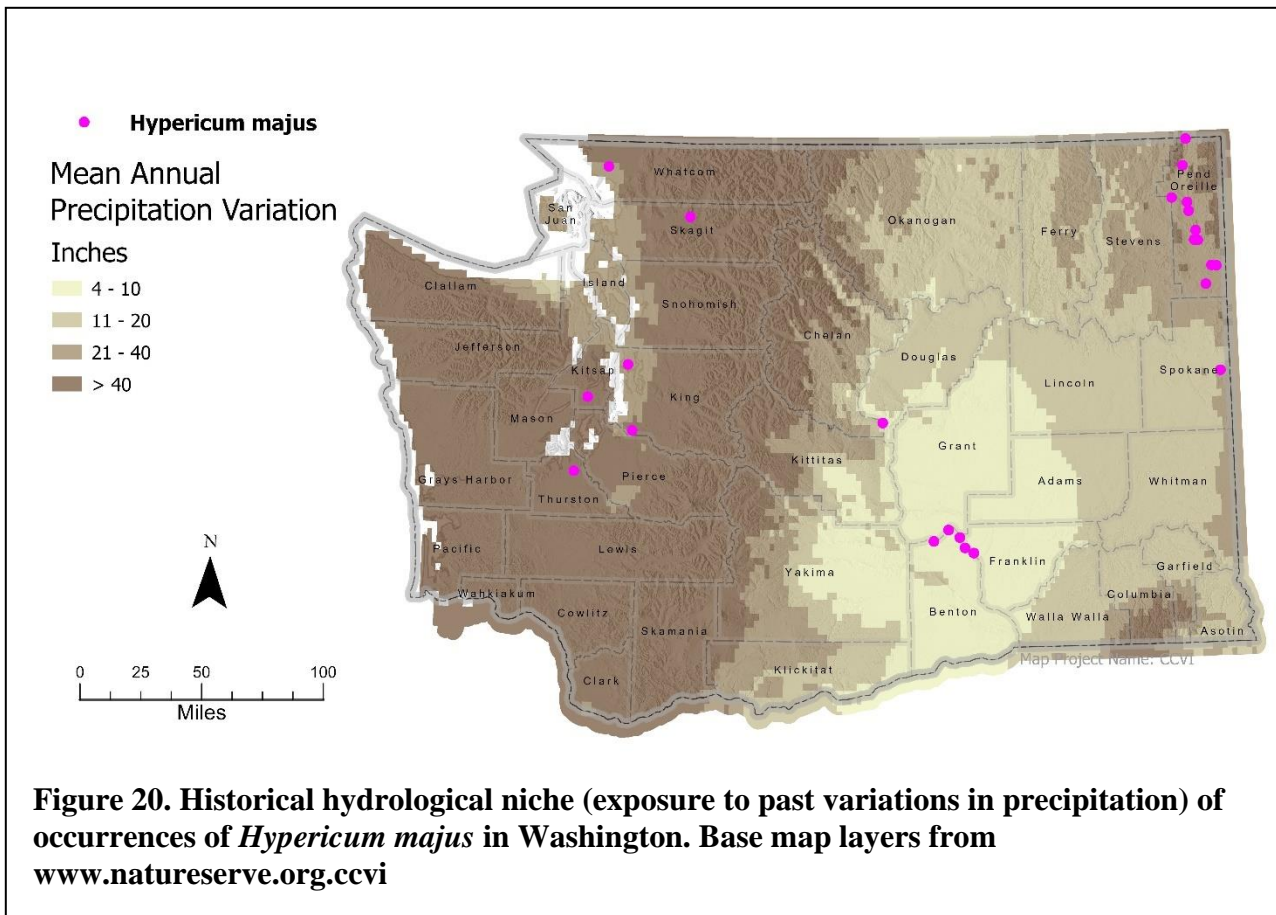 Hypericum majus
Mean Annual
Precipitation Variation
Inches
4 - 10
11 - 20
21 - 40
> 40
N
0 50 100
Miles
Whatcom
San
Juan
Skagit
Okanogan
Ferry
Stevens
Pend
Oreille
Island
Clallam
Snohomish
Chelan
Jefferson
Douglas
Kitsap
King
Lincoln
Spokane
Mason
Grant
Kittitas
Grays Harbor
Pierce
Adams
Whitman
Thurston
Pacific
Lewis
Yakima
Franklin
Garfield
Wahkiakum
Columbia
Cowlitz
Benton
Walla Walla
Skamania
Asotin
Klickitat
Map Project Name: CCVI
Clark
Figure 20. Historical hydrological niche (exposure to past variations in precipitation) of
occurrences of Hypericum majus in Washington. Base map layers from
www.natureserve.org.ccvi